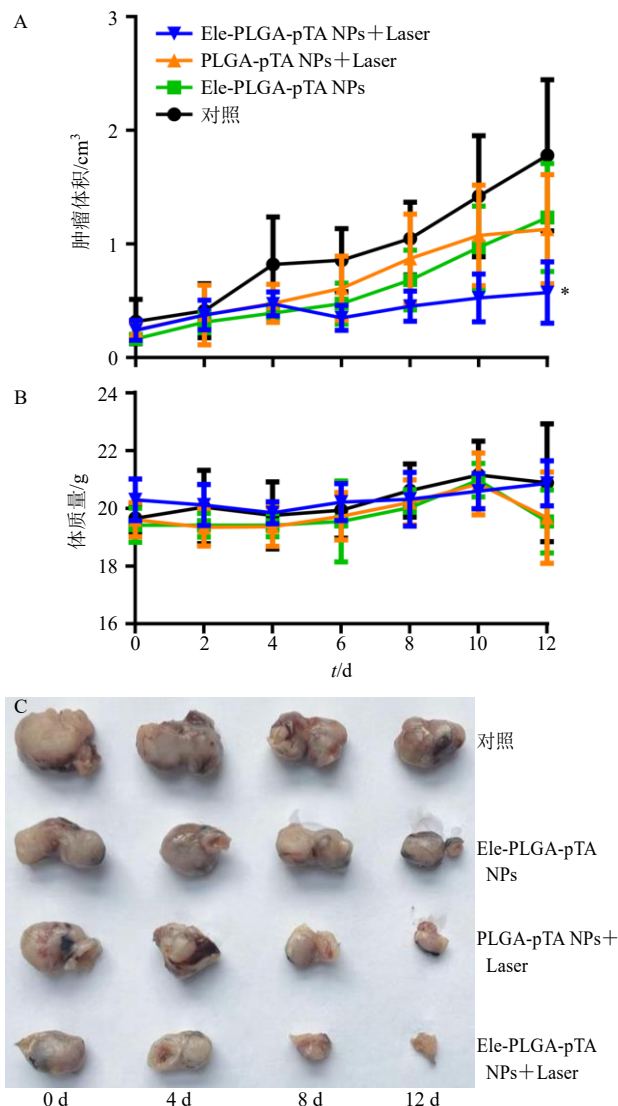 A
3
Ele-PLGA-pTA NPs+Laser
PLGA-pTA NPs+Laser
Ele-PLGA-pTA NPs
对照
2
肿瘤体积/cm³
1
*
0
B
24
22
体质量/g
20
18
16
0 2 4 6 8 10 12
t/d
C
对照
Ele-PLGA-pTA
NPs
PLGA-pTA NPs+
Laser
Ele-PLGA-pTA
NPs+Laser
0 d 4 d 8 d 12 d